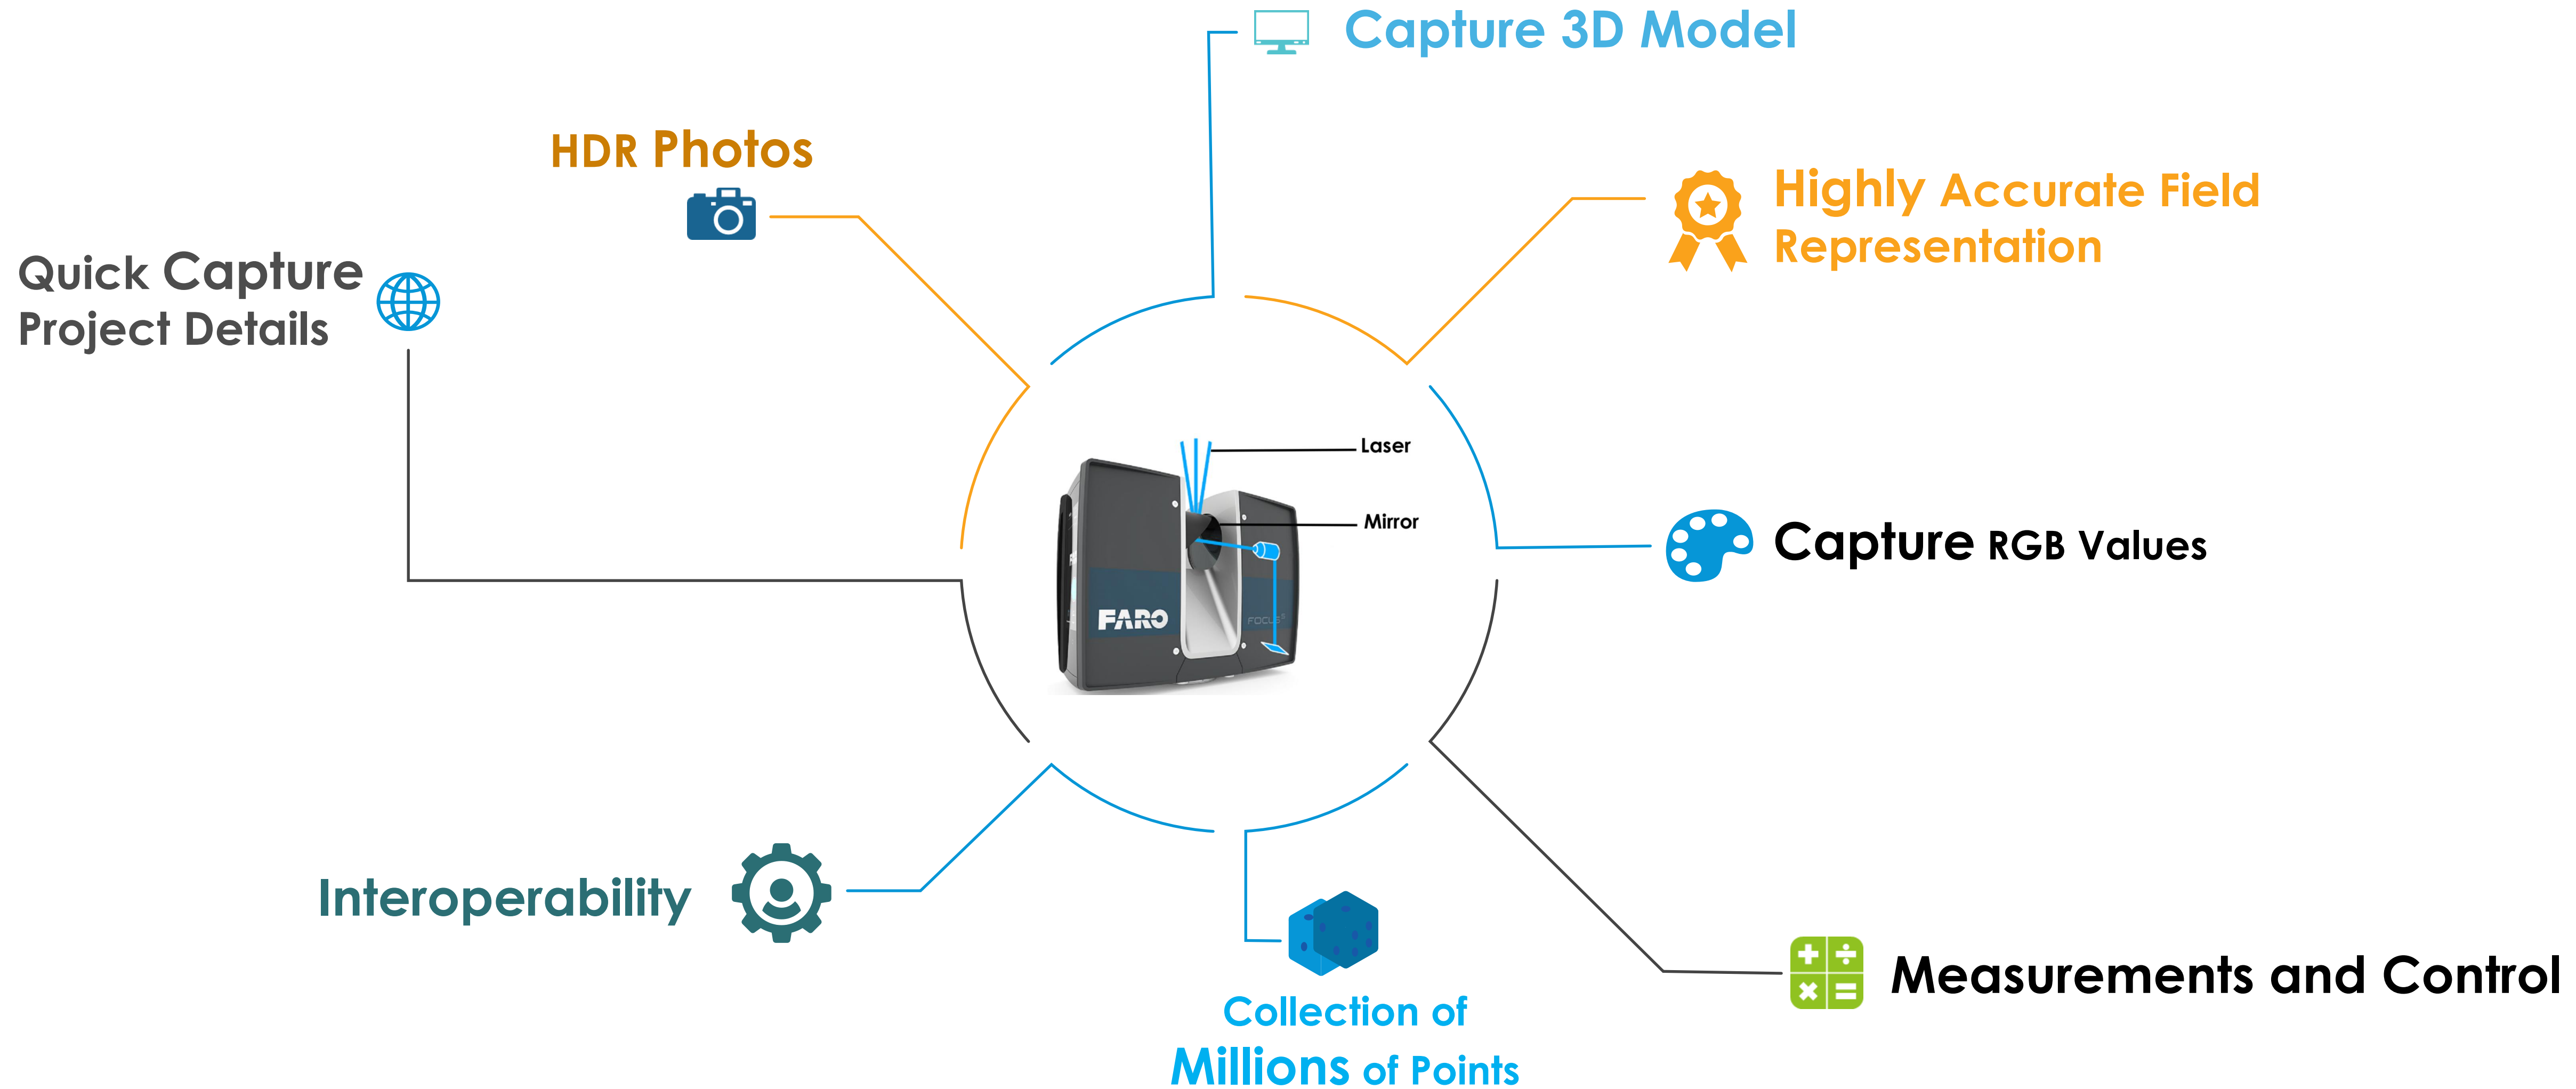 Capture 3D Model
HDR Photos
Highly Accurate Field
Representation
Quick Capture
Project Details
Laser
Mirror
Capture RGB Values
FARO
FOCUS
Interoperability
Measurements and Control
Collection of
Millions of Points